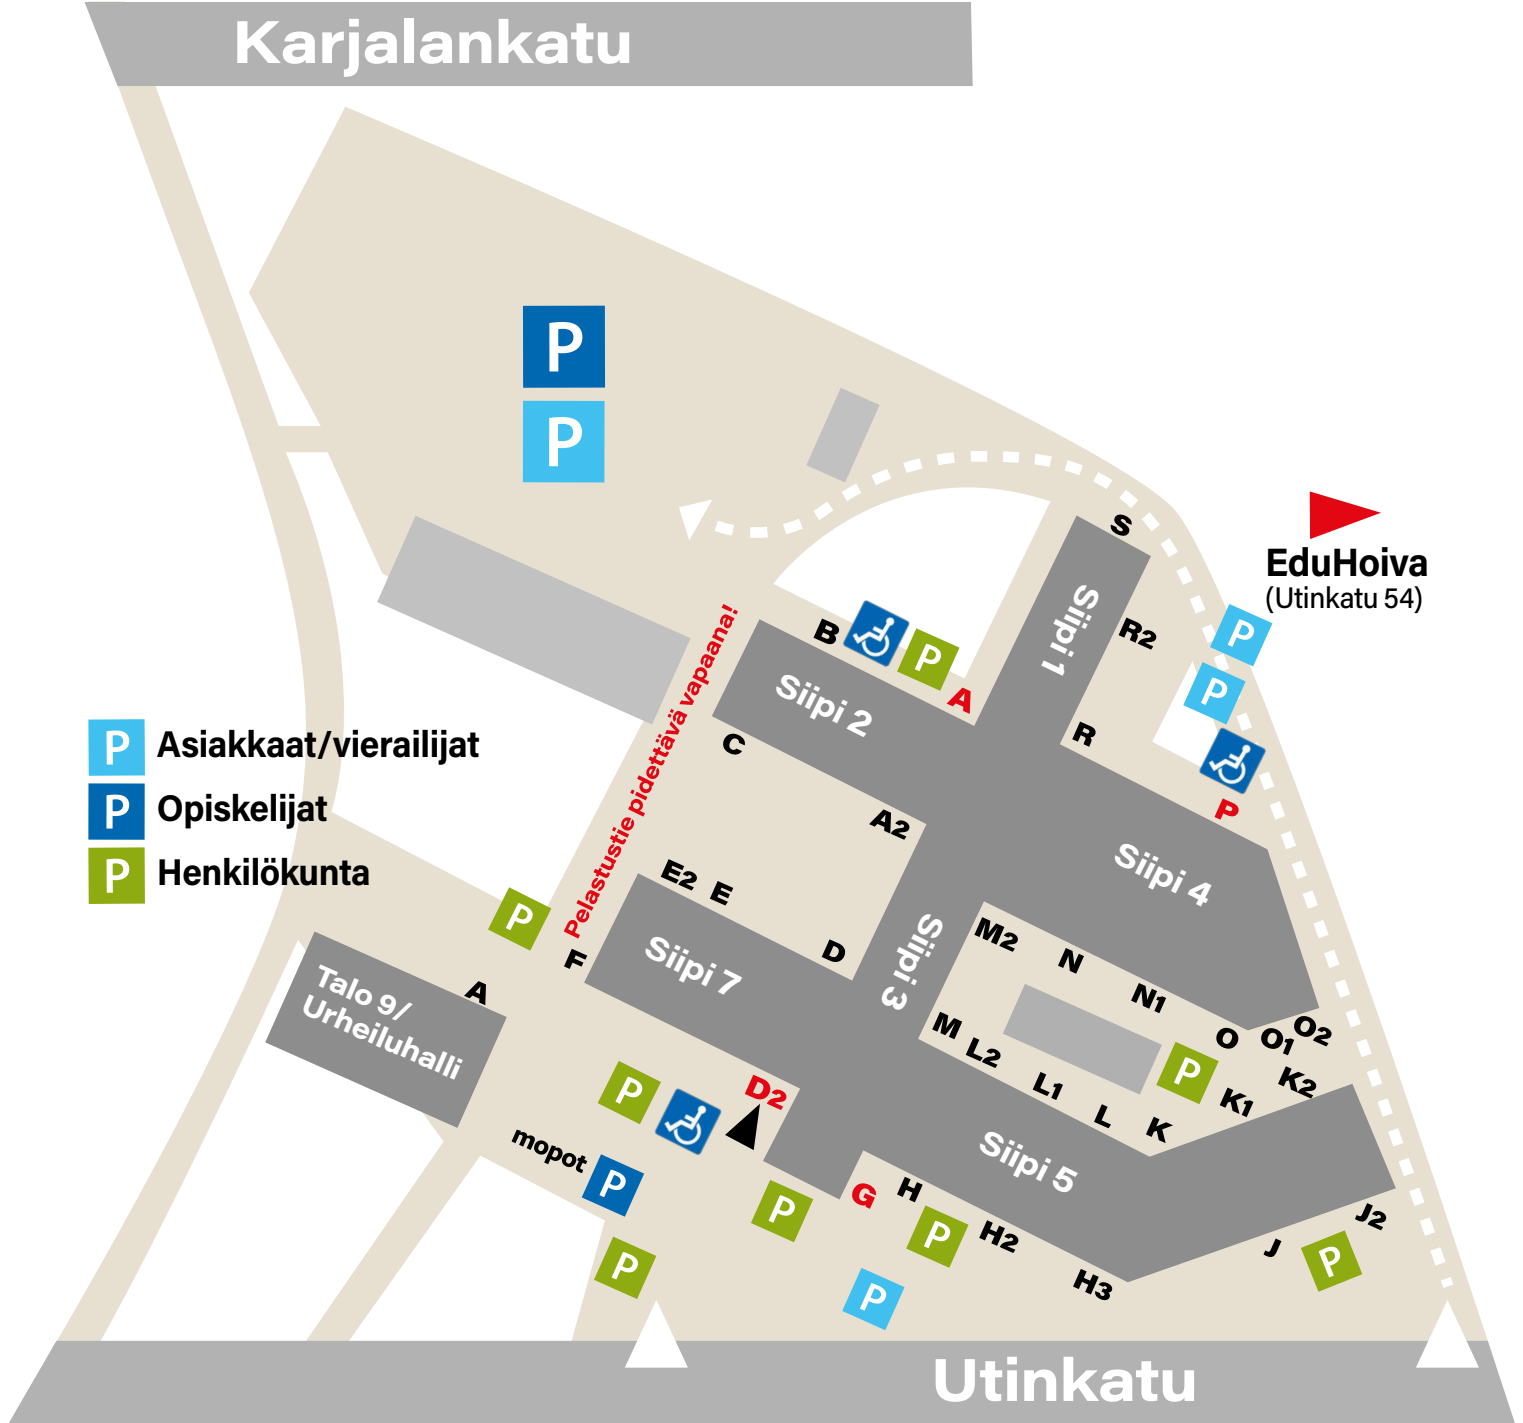 Karjalankatu
P
P
S
EduHoiva
(Utinkatu 54)
Siipi 1
R2
P
B
P
A
Siipi 2
P
R
C
Pelastustie pidettävä vapaana!
P Asiakkaat/vierailijat
P Opiskelijat
P Henkilökunta
P
A2
Siipi 4
E2
E
P
F
Siipi 7
D
Siipi 3
M2
N
N1
Talo 9/
Urheiluhalli
A
M
L2
L1
L
K
O
O1
O2
P
K1
K2
P
D2
mopot
P
Siipi 5
P
G
H
P
H2
H3
J
J2
P
P
P
Utinkatu